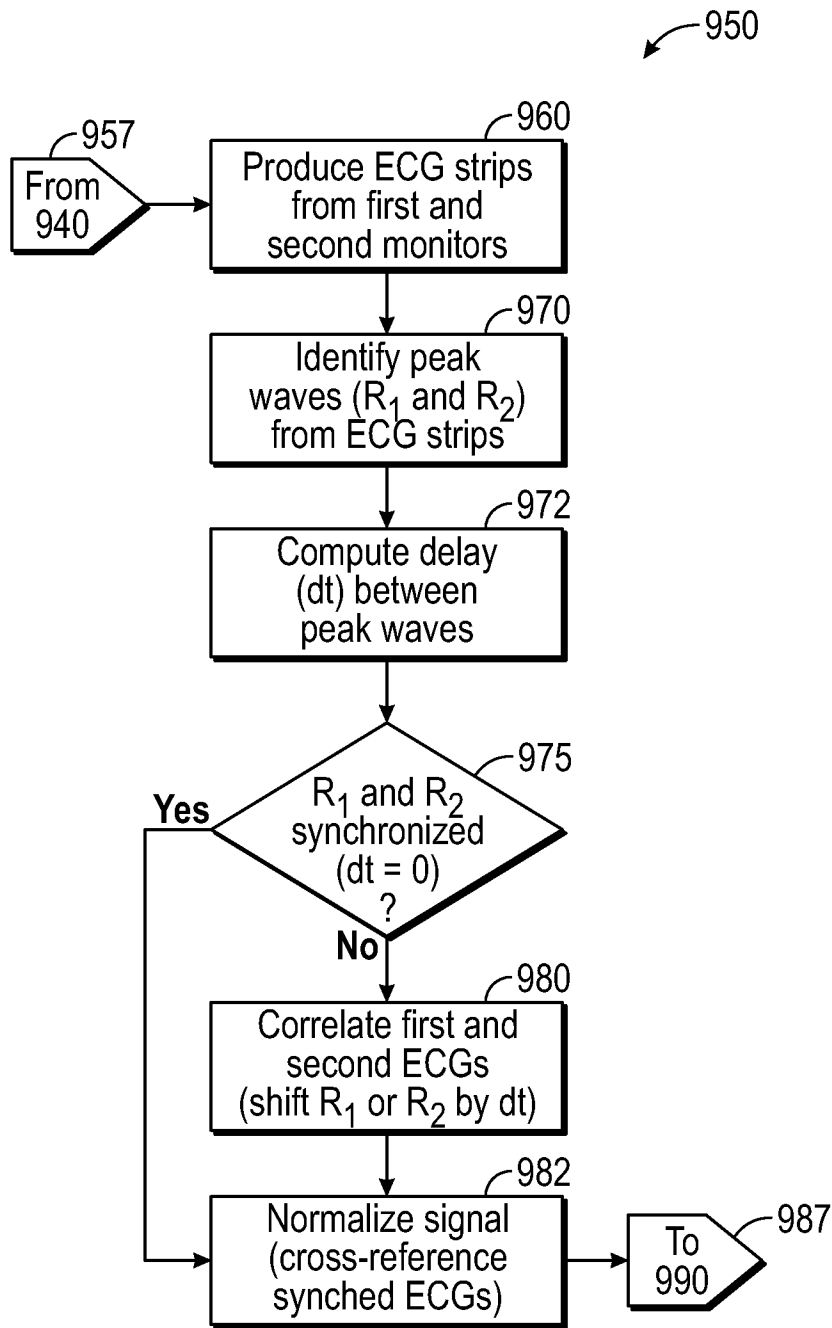 950
957
From
940
960
Produce ECG strips
from first and
second monitors
970
Identify peak
waves (R₁ and R₂)
from ECG strips
972
Compute delay
(dt) between
peak waves
975
R₁ and R₂
synchronized
(dt = 0)
?
Yes
No
980
Correlate first and
second ECGs
(shift R₁ or R₂ by dt)
982
Normalize signal
(cross-reference
synched ECGs)
987
To
990